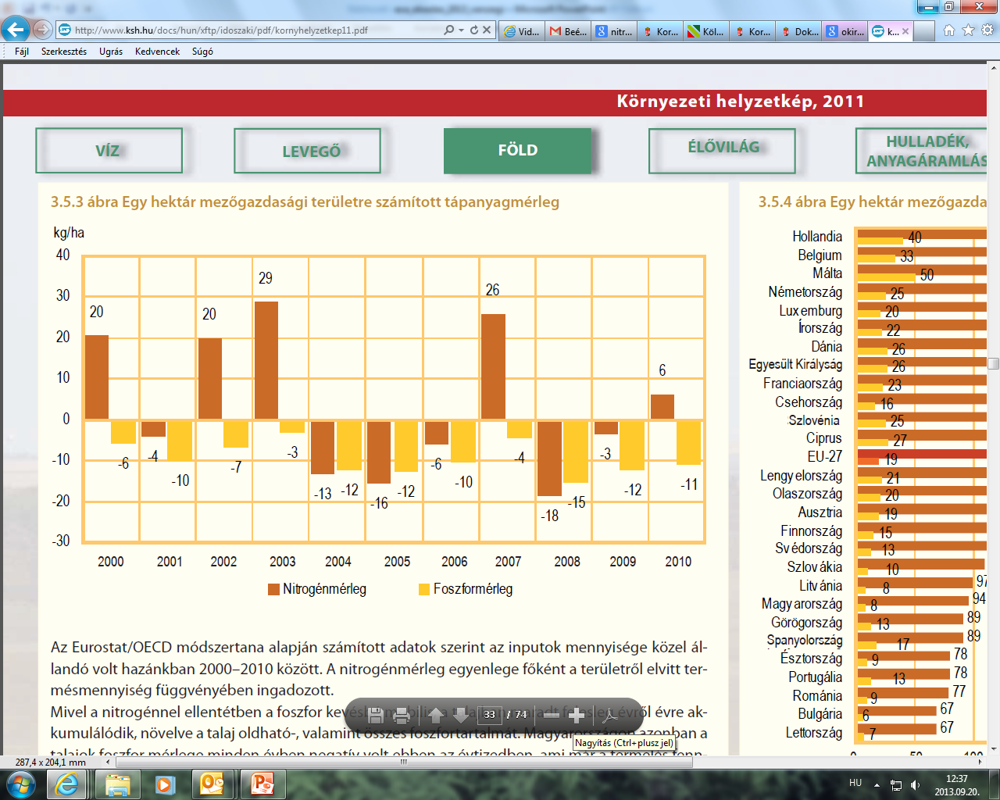 http://www.ksh.hu/docs/hun/xftp/idoszaki/pdf/kornyhelyzetkep11.pdf
Vid...
Beé...
nitr...
Kor...
Köl...
Kor...
Dok...
okir...
k...
Fájl Szerkesztés Ugrás Kedvencek Súgó
Környezeti helyzetkép, 2011
VÍZ
LEVEGŐ
FÖLD
ÉLŐVILÁG
HULLADÉK,
ANYAGÁRAMLÁS
3.5.3 ábra Egy hektár mezőgazdasági területre számított tápanyagmérleg
kg/ha
40
30
20
10
0
-10
-20
-30
20
-6
-4
-10
20
-7
29
-3
-13
-12
-16
-12
-6
-10
26
-4
-18
-15
-3
-12
6
-11
2000 2001 2002 2003 2004 2005 2006 2007 2008 2009 2010
Nitrogénmérleg Foszformérleg
Az Eurostat/OECD módszertana alapján számított adatok szerint az inputok mennyisége közel ál-
landó volt hazánkban 2000–2010 között. A nitrogénmérleg egyenlege főként a területről elvitt ter-
mésmennyiség függvényében ingadozott.
Mivel a nitrogénnel ellentétben a foszfor évről évre ak-
kumulálódik, növelve a talaj oldható-, valamint összes foszfortartalmát. Magyarországon azonban a
talajok foszfor mérlege minden évben negatív volt ebben az évtizedben, ami már a termelés
33 / 74
Nagyítás (Ctrl+plusz jel)
3.5.4 ábra Egy hektár mezőgazda
Hollandia 40
Belgium 33
Málta 50
Németország 25
Luxemburg 20
Írország 22
Dánia 26
Egyesült Királyság 26
Franciaország 23
Csehország 16
Szlovénia 25
Ciprus 27
EU-27 19
Lengyelország 21
Olaszország 20
Ausztria 19
Finnország 15
Svédország 13
Szlovákia 10
Litvánia 8 97
Magyarország 8 94
Görögország 13 89
Spanyolország 17 89
Észtország 9 78
Portugália 13 78
Románia 9 77
Bulgária 6 67
Lettország 7 67
0 50 100
287,4 x 204,1 mm
HU
12:37
2013.09.20.